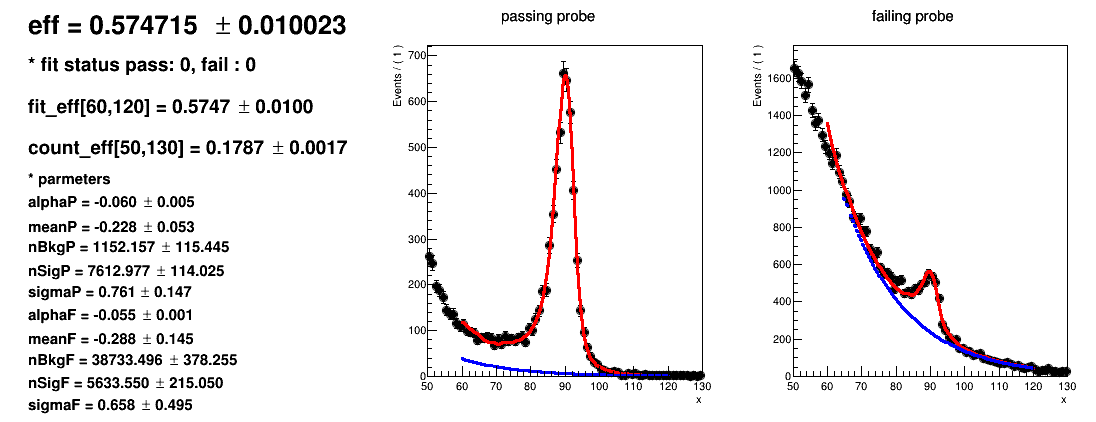 eff = 0.574715 ± 0.010023
* fit status pass: 0, fail : 0
fit_eff[60,120] = 0.5747 ± 0.0100
count_eff[50,130] = 0.1787 ± 0.0017
* parmeters
alphaP = -0.060 ± 0.005
meanP = -0.228 ± 0.053
nBkgP = 1152.157 ± 115.445
nSigP = 7612.977 ± 114.025
sigmaP = 0.761 ± 0.147
alphaF = -0.055 ± 0.001
meanF = -0.288 ± 0.145
nBkgF = 38733.496 ± 378.255
nSigF = 5633.550 ± 215.050
sigmaF = 0.658 ± 0.495
passing probe
Events / ( 1 )
700
600
500
400
300
200
100
0
50 60 70 80 90 100 110 120 130
x
failing probe
Events / ( 1 )
1600
1400
1200
1000
800
600
400
200
0
50 60 70 80 90 100 110 120 130
x